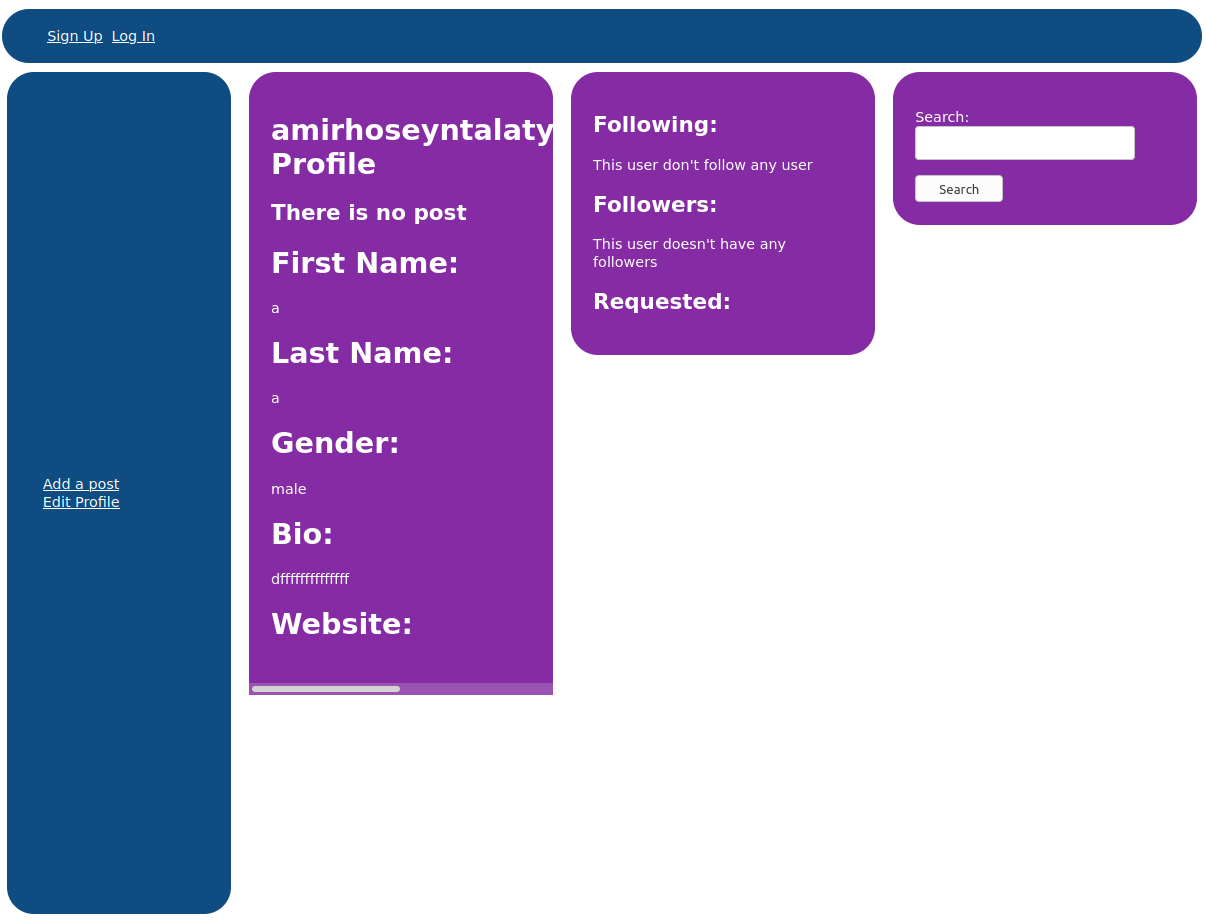 Sign Up Log In
Add a post
Edit Profile
amirhoseyntalaty
Profile
There is no post
First Name:
a
Last Name:
a
Gender:
male
Bio:
Website:
Following:
This user don't follow any user
Followers:
This user doesn't have any
followers
Requested:
Search:
Search